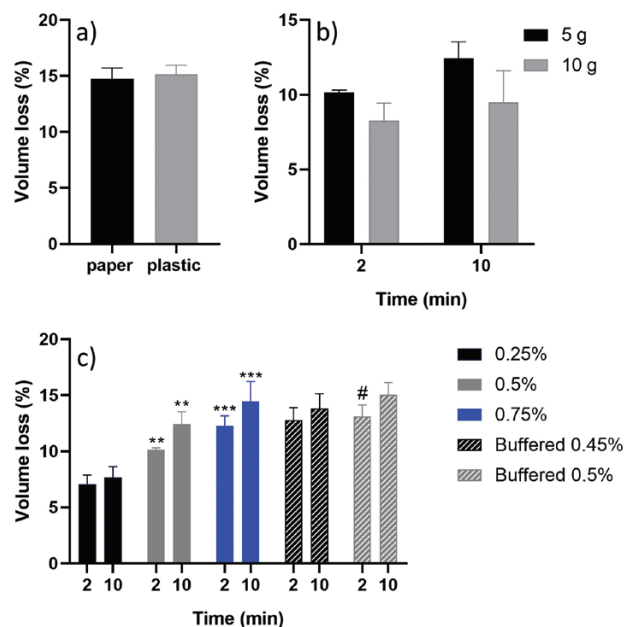 a)
Volume loss (%)
20
15
10
5
0
paper plastic
b)
Volume loss (%)
15
10
5
0
2 10
Time (min)
5 g
10 g
c)
Volume loss (%)
20
15
10
5
0
** ** *** *** #
2 10 2 10 2 10 2 10 2 10
Time (min)
0.25%
0.5%
0.75%
Buffered 0.45%
Buffered 0.5%